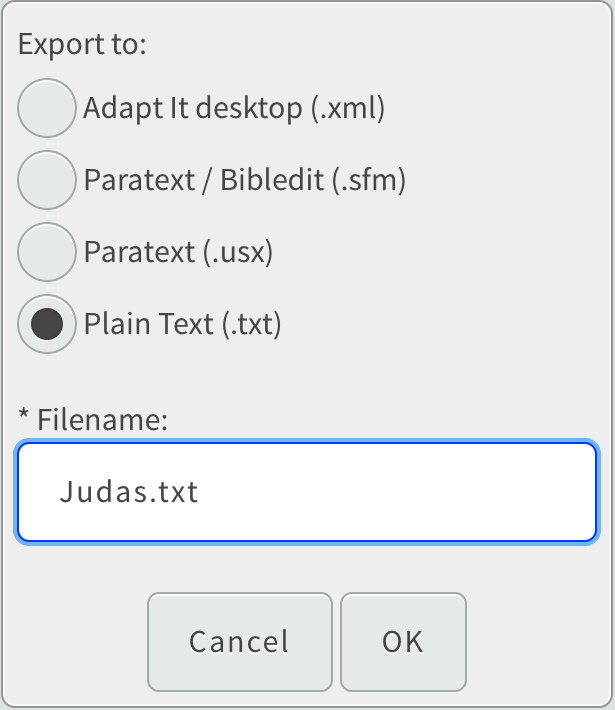 Export to:
Adapt It desktop (.xml)
Paratext / Bibledit (.sfm)
Paratext (.usx)
Plain Text (.txt)
* Filename:
Judas.txt
Cancel OK